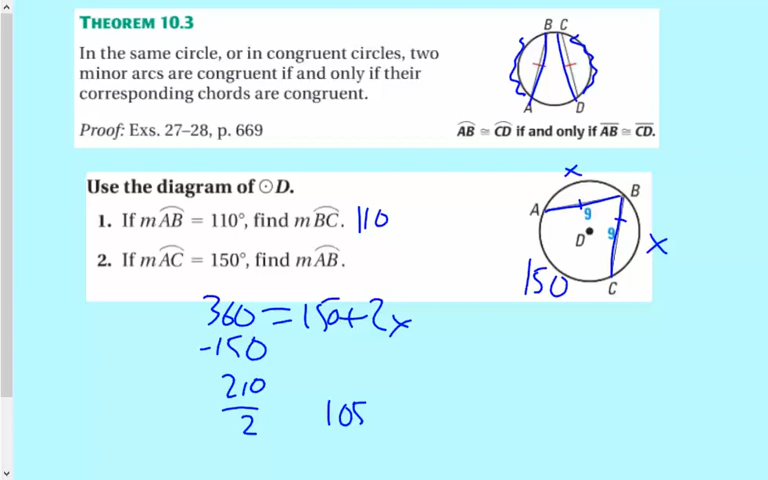 THEOREM 10.3
In the same circle, or in congruent circles, two
minor arcs are congruent if and only if their
corresponding chords are congruent.
Proof: Exs. 27–28, p. 669
B C
A D
AB ≅ CD if and only if AB ≅ CD.
Use the diagram of ⊙D.
1. If mAB = 110°, find mBC. 110
2. If mAC = 150°, find mAB.
x
A B
9
D 9 x
150 C
360 = 150+2x
-150
210
2 105